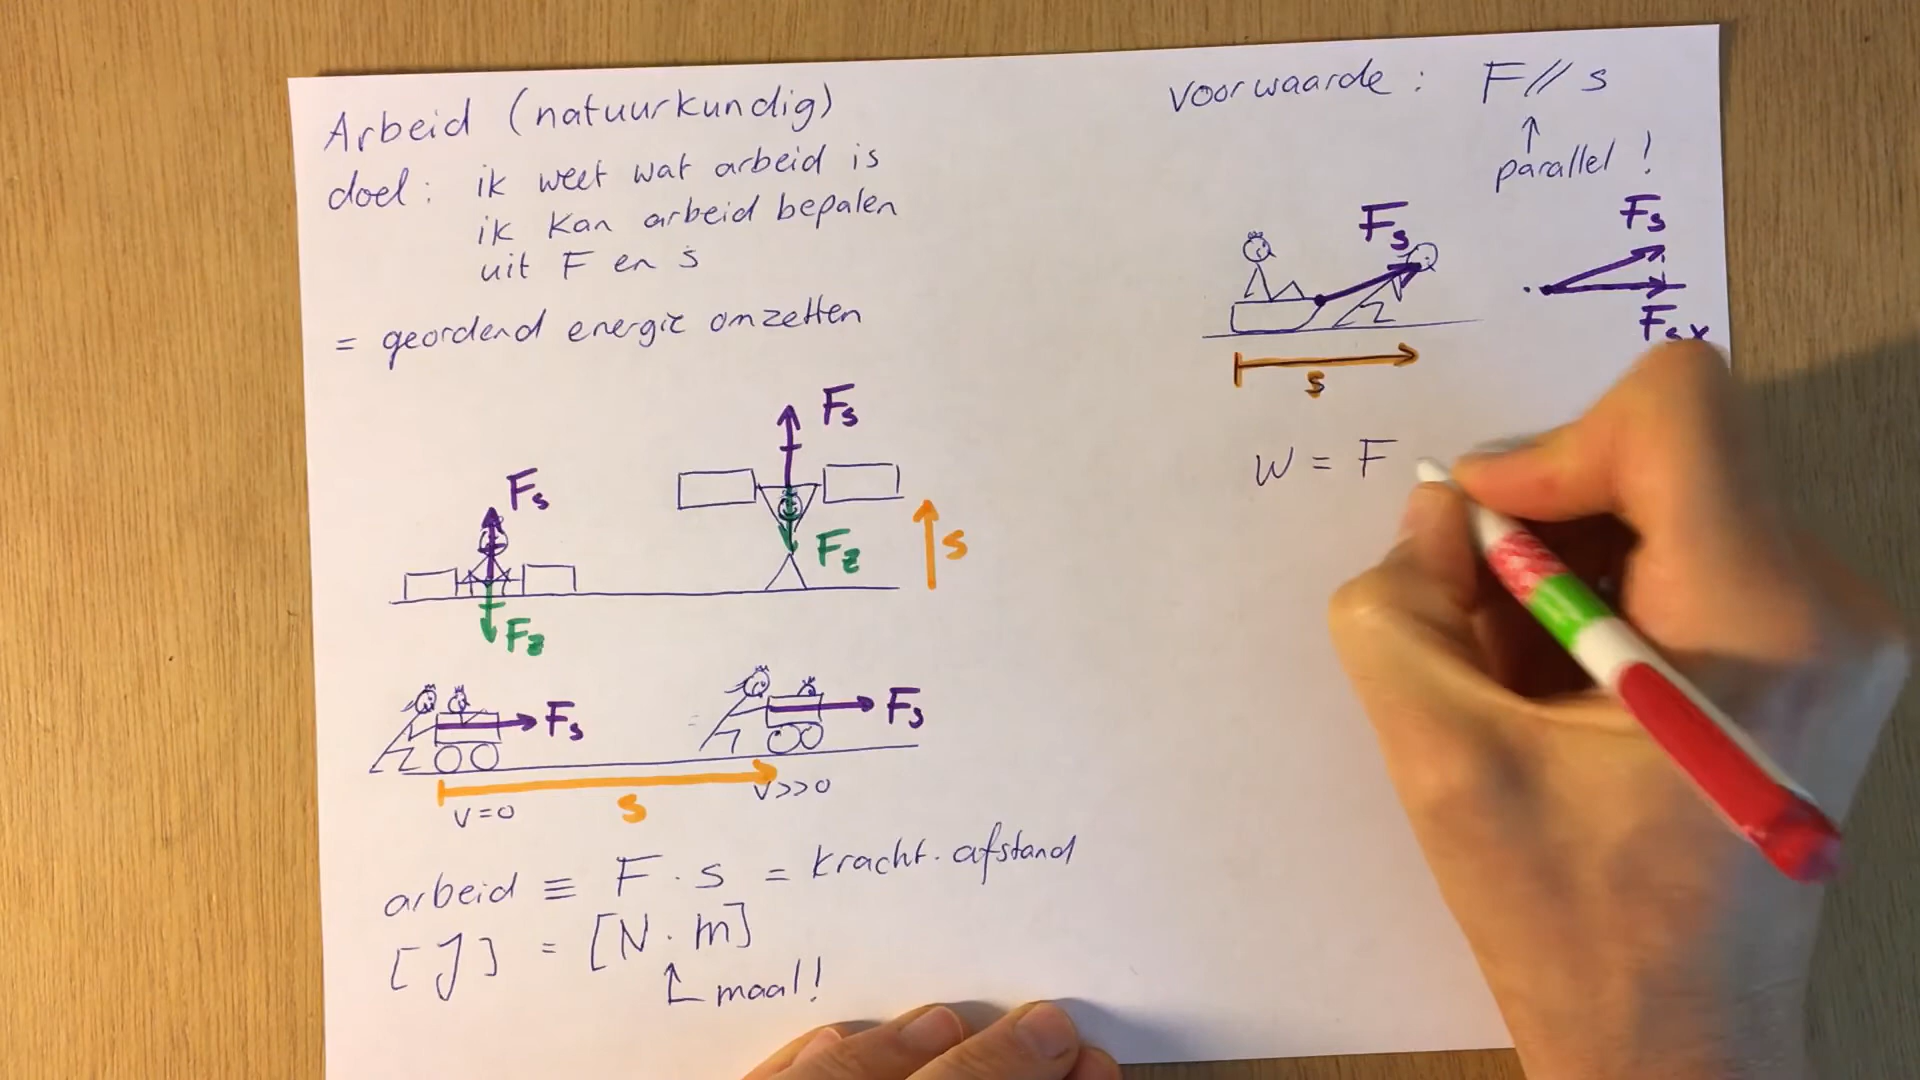 Arbeid (natuurkundig)
doel: ik weet wat arbeid is
ik kan arbeid bepalen
uit F en s
= geordend energie omzetten
Fs
Fz
Fs
Fz
s
Fs
Fs
v=0
s
v>>0
arbeid ≡ F · s = kracht · afstand
[J] = [N · m]
maal!
voorwaarde: F // s
parallel!
Fs
s
Fs
Fsx
W = F